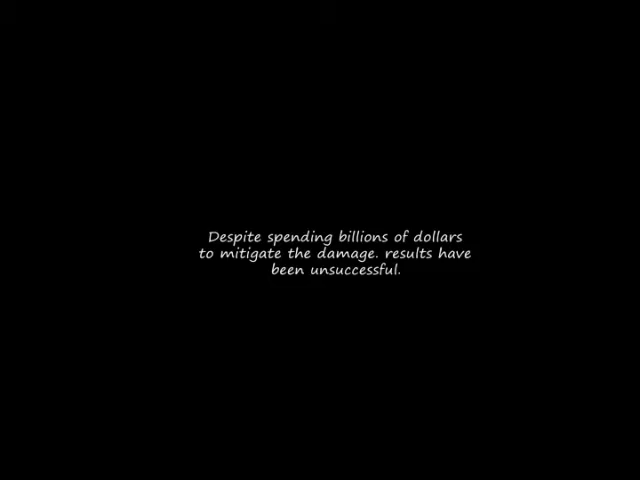 Despite spending billions of dollars
to mitigate the damage. results have
been unsuccessful.